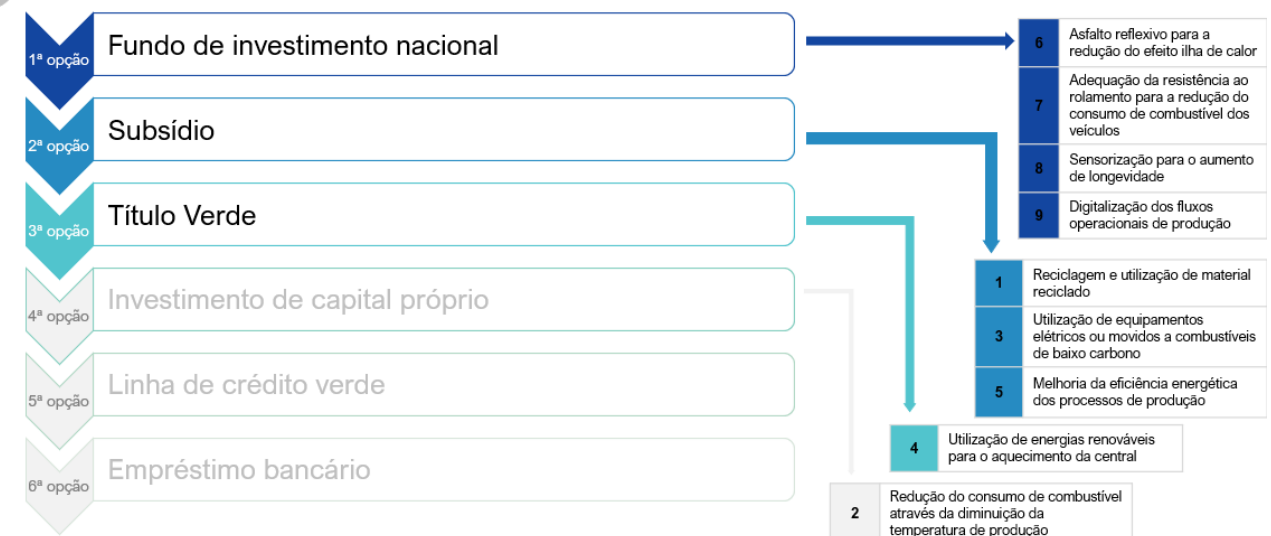 1ª opção
Fundo de investimento nacional
2ª opção
Subsídio
3ª opção
Título Verde
4ª opção
Investimento de capital próprio
5ª opção
Linha de crédito verde
6ª opção
Empréstimo bancário
6
Asfalto reflexivo para a
redução do efeito ilha de calor
7
Adequação da resistência ao
rolamento para a redução do
consumo de combustível dos
veículos
8
Sensorização para o aumento
de longevidade
9
Digitalização dos fluxos
operacionais de produção
1
Reciclagem e utilização de material
reciclado
3
Utilização de equipamentos
elétricos ou movidos a combustíveis
de baixo carbono
5
Melhoria da eficiência energética
dos processos de produção
4
Utilização de energias renováveis
para o aquecimento da central
2
Redução do consumo de combustível
através da diminuição da
temperatura de produção